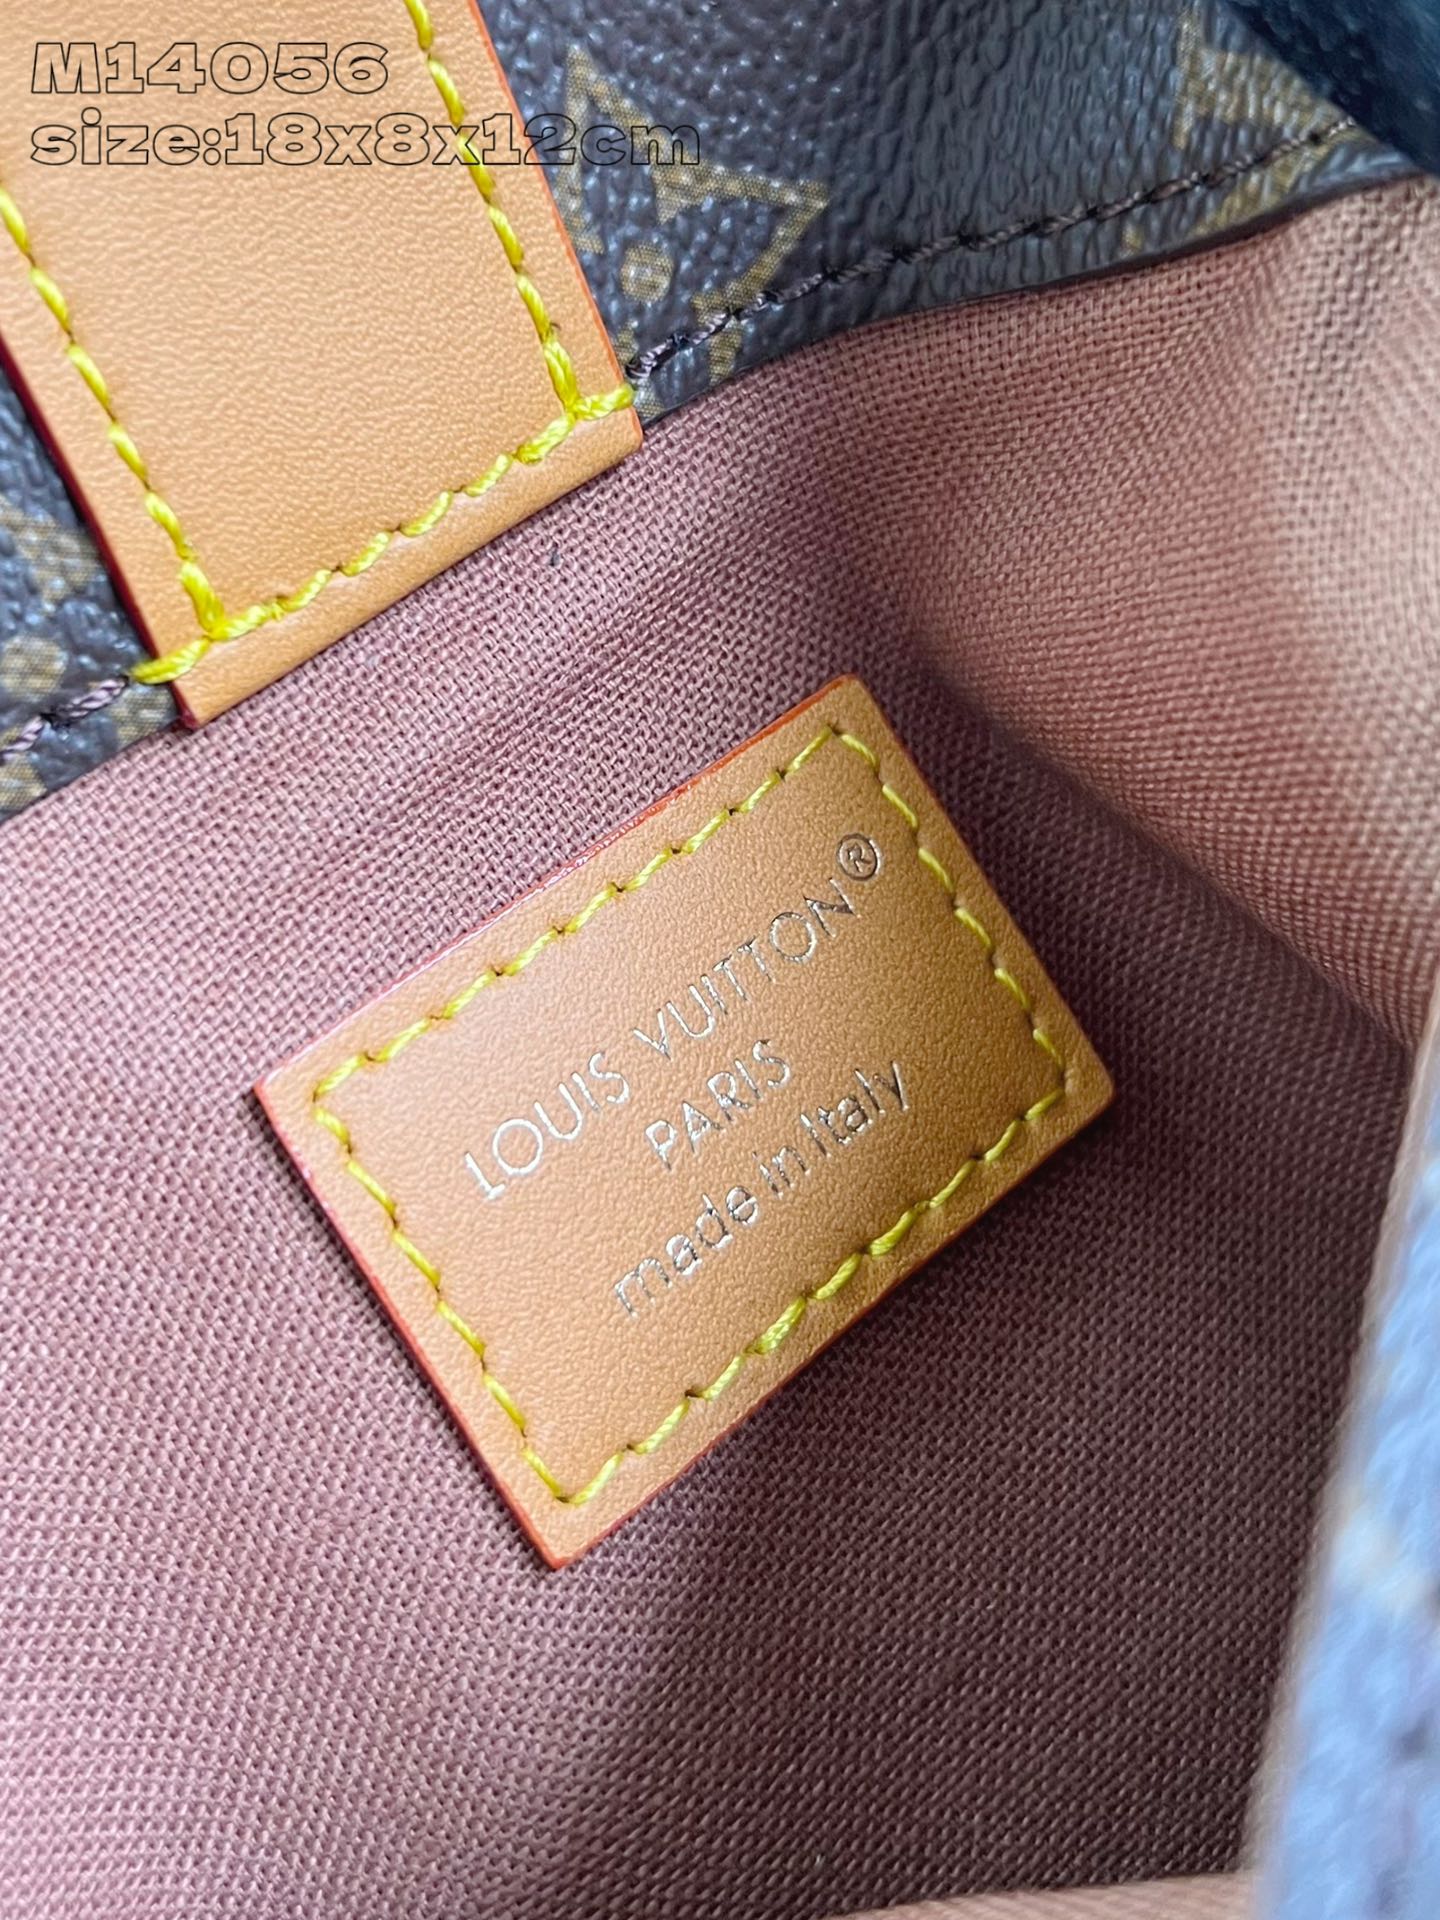 M14056
size:18x8x12cm
LOUIS VUITTON®
PARIS
made in Italy